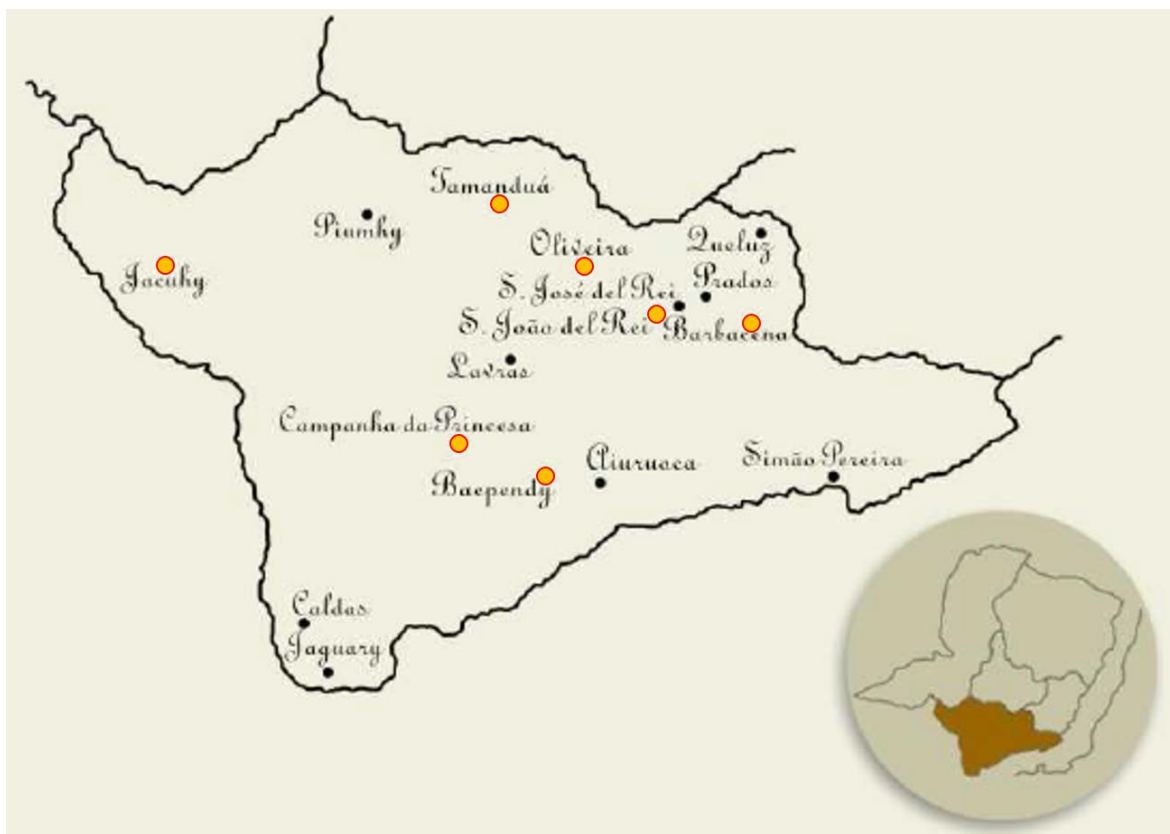 Tamanduá
Piumhy
Oliveira
Queluz
Jacuhy
Prados
S. José del Rei
S. João del Rei
Barbacena
Lavras
Campanha da Princesa
Aiuruoca
Simão Pereira
Baependy
Caldas
Jaguary